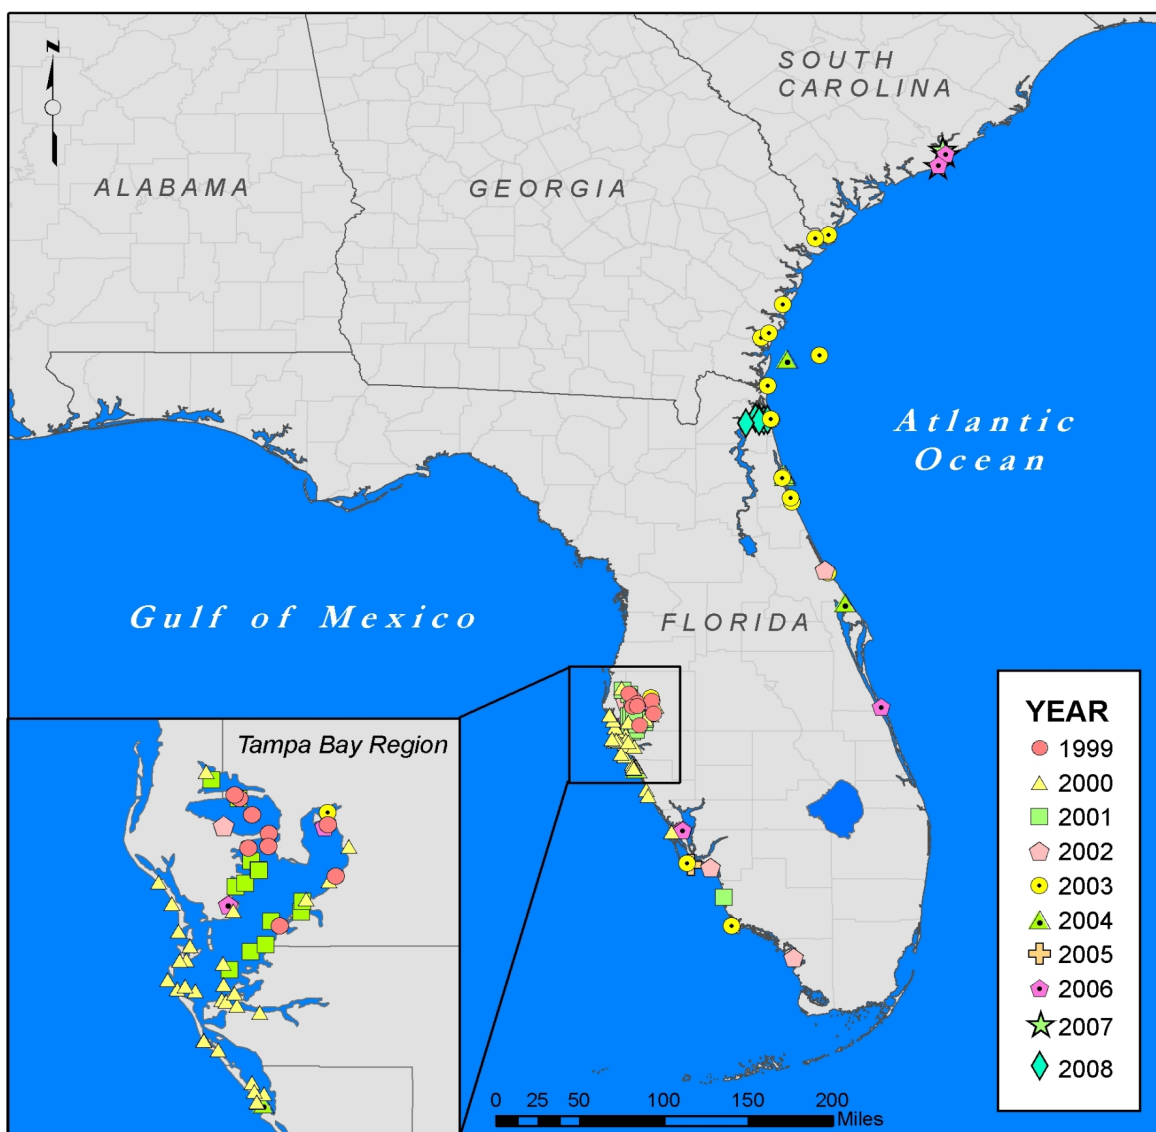 N
SOUTH
CAROLINA
ALABAMA
GEORGIA
Atlantic
Ocean
Gulf of Mexico
FLORIDA
Tampa Bay Region
YEAR
1999
2000
2001
2002
2003
2004
2005
2006
2007
2008
0 25 50 100 150 200
Miles